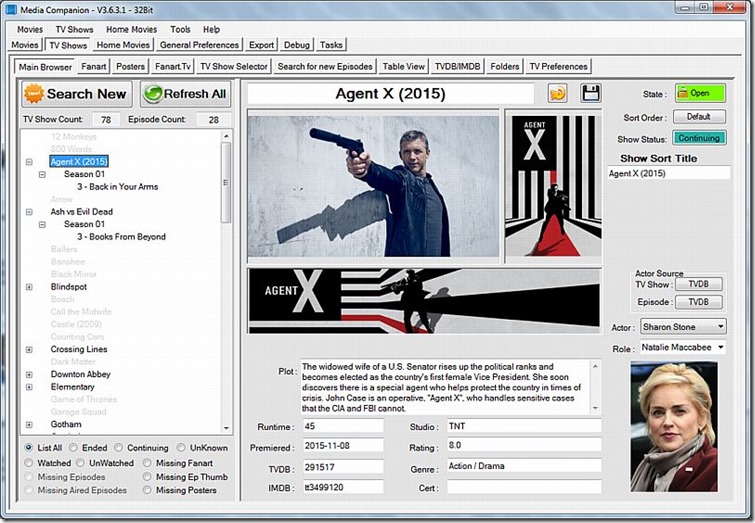 Media Companion - V3.6.3.1 - 32Bit
Movies TV Shows Home Movies Tools Help
Movies TV Shows Home Movies General Preferences Export Debug Tasks
Main Browser Fanart Posters Fanart.Tv TV Show Selector Search for new Episodes Table View TVDB/IMDB Folders TV Preferences
New! Search New Refresh All
TV Show Count: 78 Episode Count: 28
12 Monkeys
800 Words
Agent X (2015)
Season 01
3 - Back in Your Arms
Arrow
Ash vs Evil Dead
Season 01
3 - Books From Beyond
Ballers
Banshee
Black Mirror
Blindspot
Bosch
Call the Midwife
Castle (2009)
Counting Cars
Crossing Lines
Dark Matter
Downton Abbey
Elementary
Game of Thrones
Garage Squad
Gotham
List All Ended Continuing UnKnown
Watched UnWatched Missing Fanart
Missing Episodes Missing Ep Thumb
Missing Aired Episodes Missing Posters
Agent X (2015)
AGENT
X
AGENT
X
Plot :
The widowed wife of a U.S. Senator rises up the political ranks and
becomes elected as the country's first female Vice President. She soon
discovers there is a special agent who helps protect the country in times of
crisis. John Case is an operative, "Agent X", who handles sensitive cases
that the CIA and FBI cannot.
Runtime : 45 Studio : TNT
Premiered : 2015-11-08 Rating : 8.0
TVDB : 291517 Genre : Action / Drama
IMDB : tt3499120 Cert :
State : Open
Sort Order : Default
Show Status: Continuing
Show Sort Title
Agent X (2015)
Actor Source
TV Show : TVDB
Episode : TVDB
Actor : Sharon Stone
Role : Natalie Maccabee